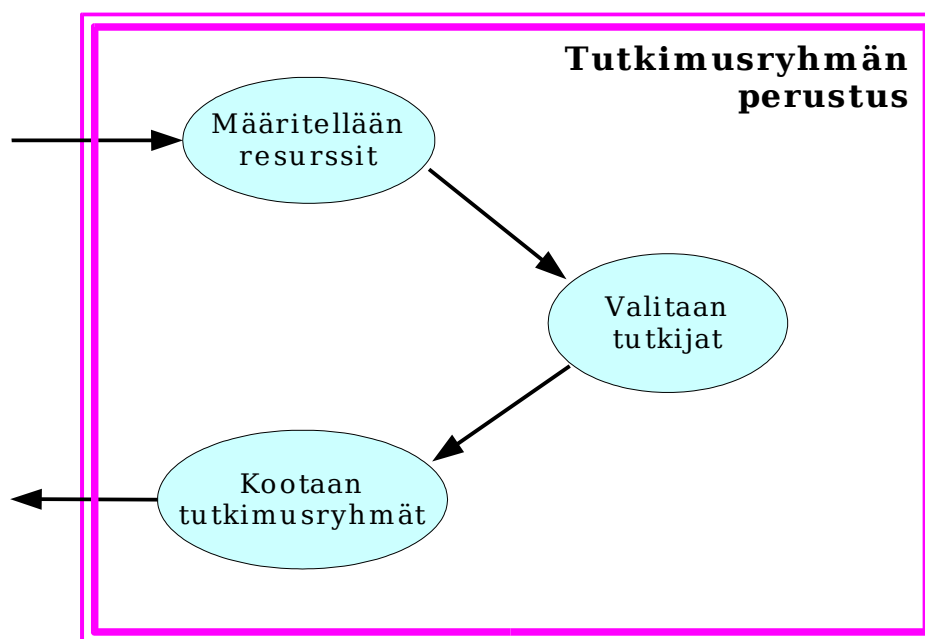 Tutkimusryhmän
perustus
Määritellään
resurssit
Valitaan
tutkijat
Kootaan
tutkimusryhmät